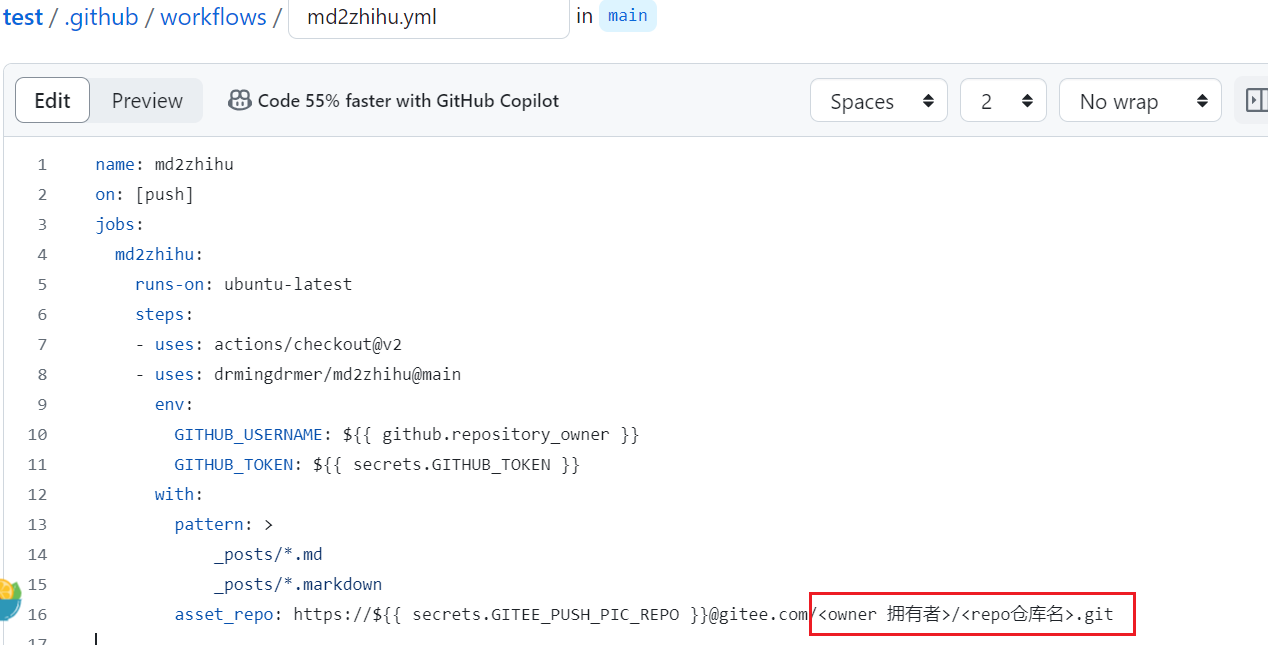 test / .github / workflows / md2zhihu.yml in main
Edit Preview Code 55% faster with GitHub Copilot Spaces 2 No wrap
1 name: md2zhihu
2 on: [push]
3 jobs:
4 md2zhihu:
5 runs-on: ubuntu-latest
6 steps:
7 - uses: actions/checkout@v2
8 - uses: drmingdrmer/md2zhihu@main
9 env:
10 GITHUB_USERNAME: ${{ github.repository_owner }}
11 GITHUB_TOKEN: ${{ secrets.GITHUB_TOKEN }}
12 with:
13 pattern: >
14 _posts/*.md
15 _posts/*.markdown
16 asset_repo: https://${{ secrets.GITEE_PUSH_PIC_REPO }}@gitee.com/<owner 拥有者>/<repo仓库名>.git
17